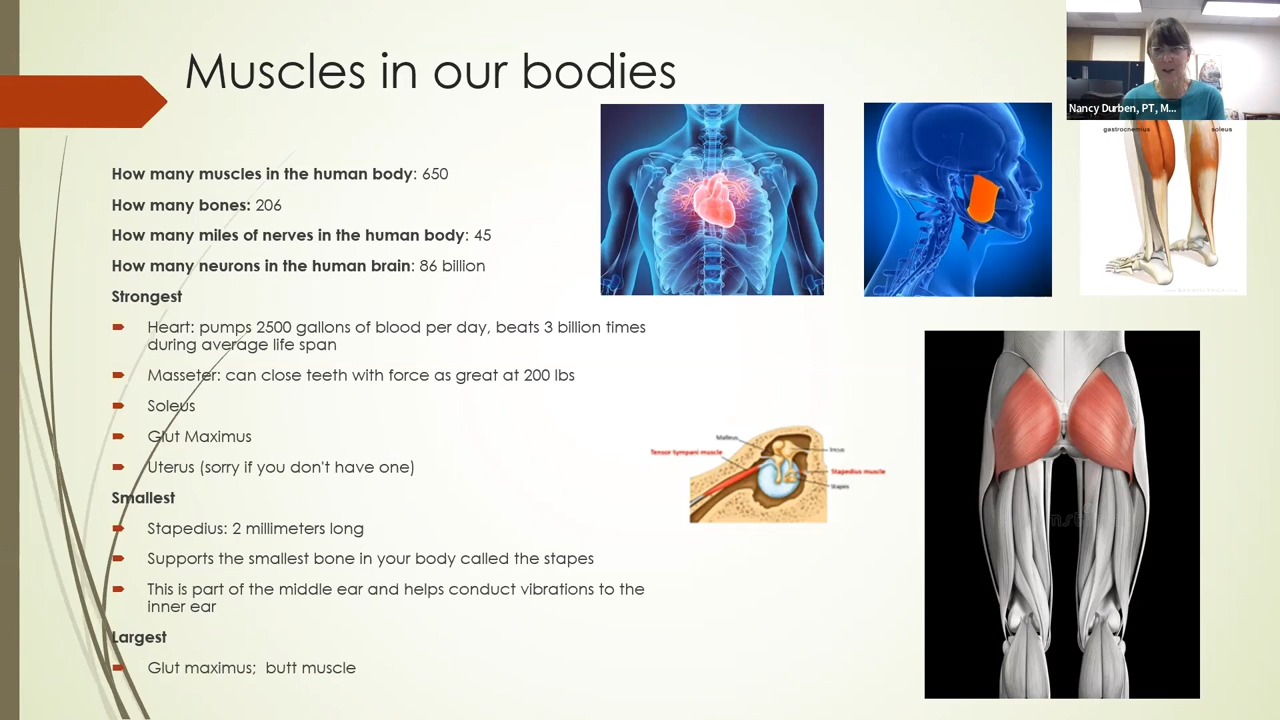 Muscles in our bodies
Nancy Durben, PT, M...
gastrocnemius
soleus
How many muscles in the human body: 650
How many bones: 206
How many miles of nerves in the human body: 45
How many neurons in the human brain: 86 billion
Strongest
Heart: pumps 2500 gallons of blood per day, beats 3 billion times
during average life span
Masseter: can close teeth with force as great at 200 lbs
Soleus
Glut Maximus
Uterus (sorry if you don't have one)
Smallest
Stapedius: 2 millimeters long
Supports the smallest bone in your body called the stapes
This is part of the middle ear and helps conduct vibrations to the
inner ear
Largest
Glut maximus;  butt muscle
Malleus
Incus
Tensor tympani muscle
Stapedius muscle
Stapes